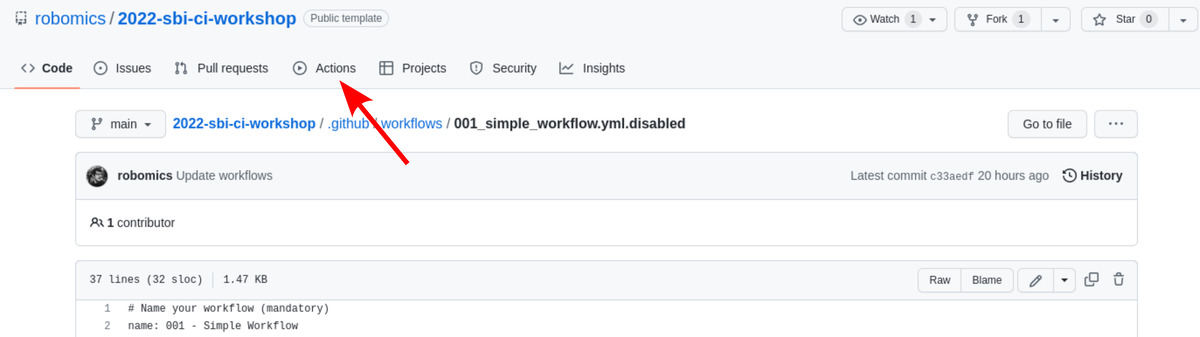 robomics / 2022-sbi-ci-workshop Public template Watch 1 Fork 1 Star 0
Code Issues Pull requests Actions Projects Security Insights
main 2022-sbi-ci-workshop / .github / workflows / 001_simple_workflow.yml.disabled Go to file ...
robomics Update workflows Latest commit c33aedf 20 hours ago History
1 contributor
37 lines (32 sloc) 1.47 KB Raw Blame
1 # Name your workflow (mandatory)
2 name: 001 - Simple Workflow